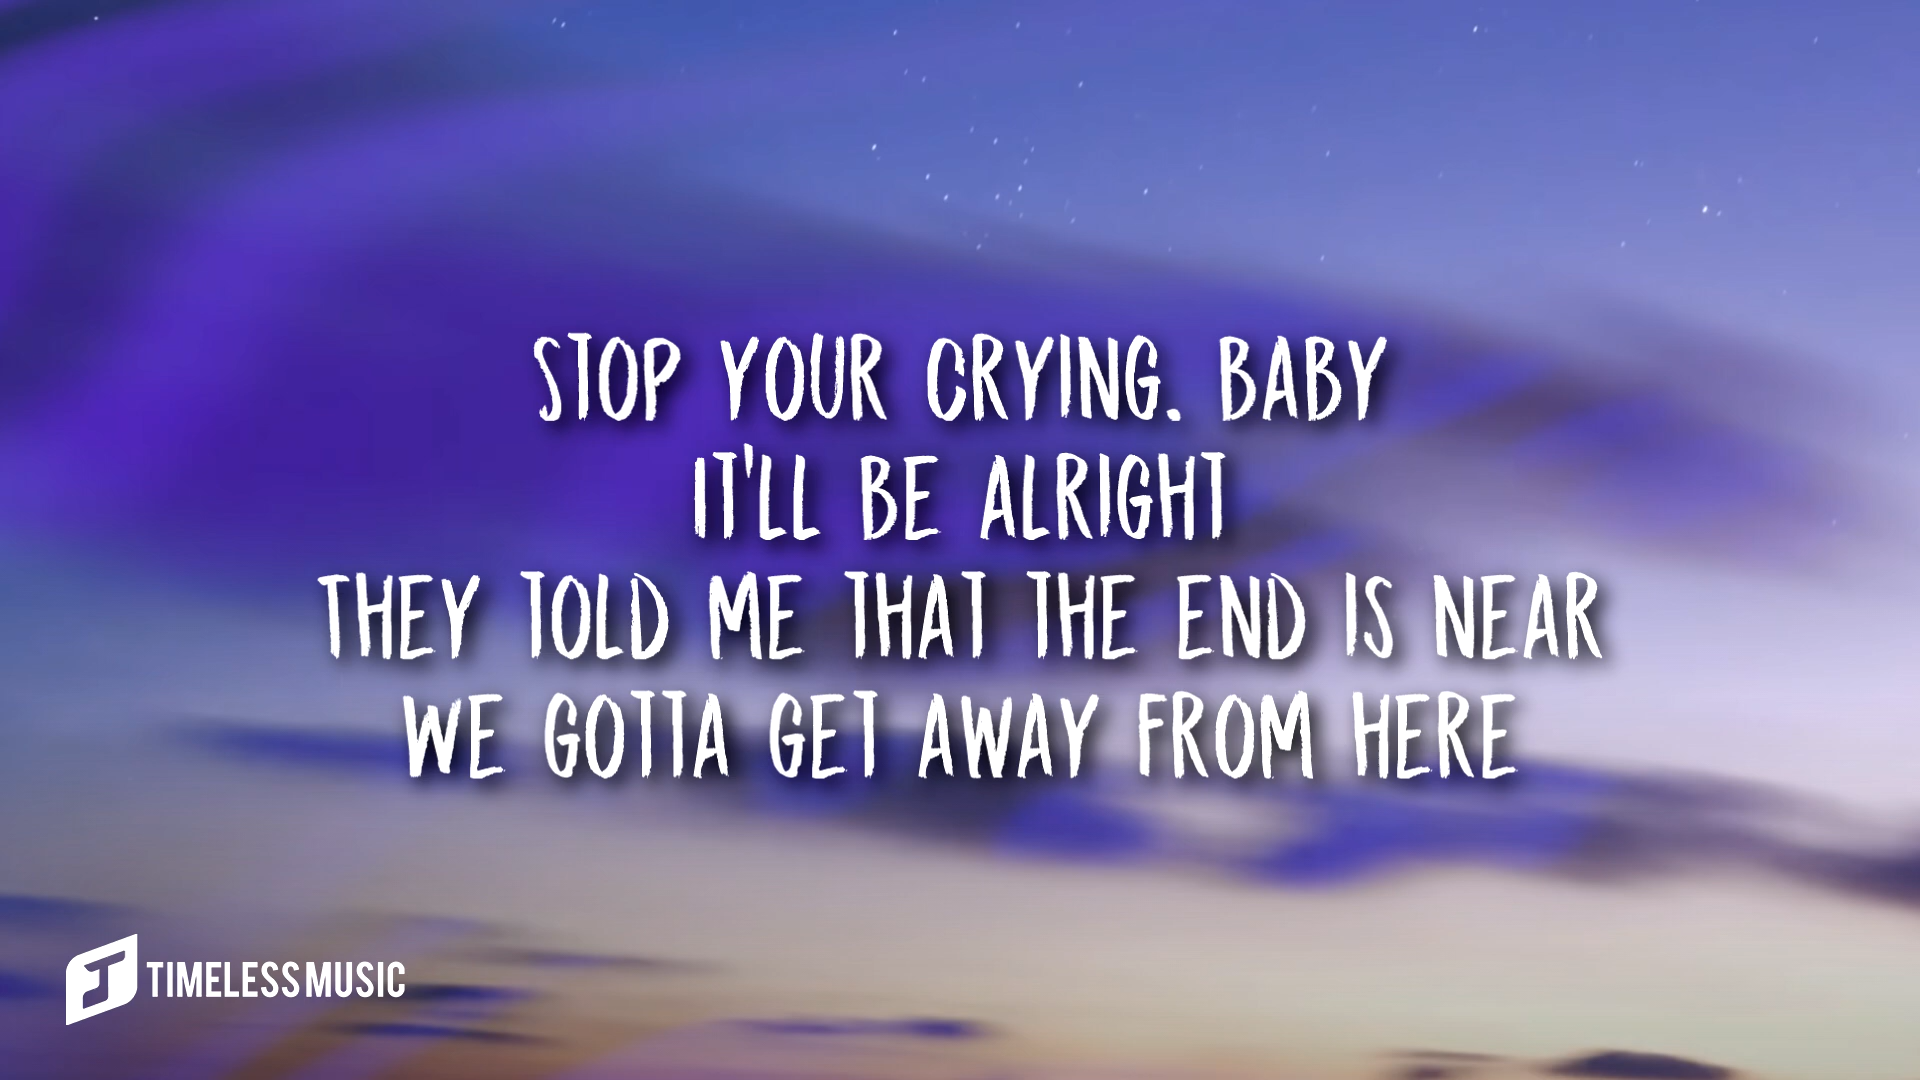 STOP YOUR CRYING. BABY
IT'LL BE ALRIGHT
THEY TOLD ME THAT THE END IS NEAR
WE GOTTA GET AWAY FROM HERE
TIMELESS MUSIC